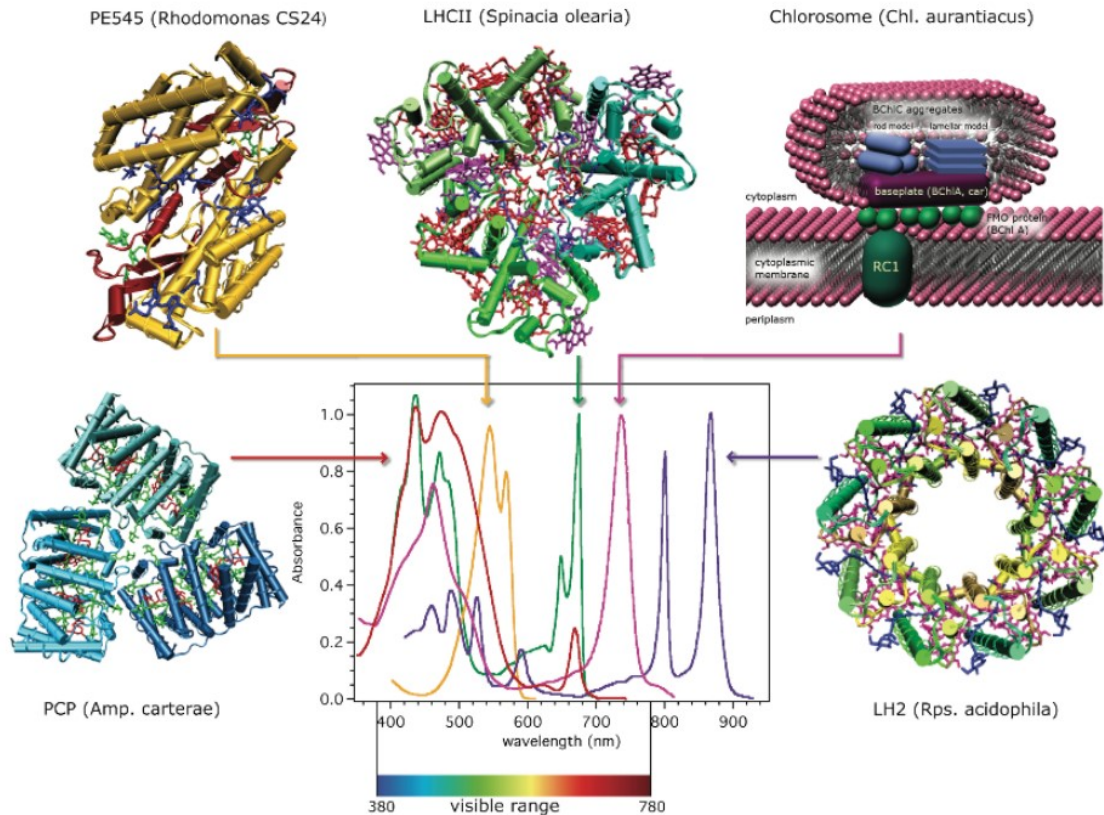 PE545 (Rhodomonas CS24)
LHCII (Spinacia olearia)
Chlorosome (Chl. aurantiacus)
BChlC aggregates
rod model
lamellar model
baseplate (BChlA, car)
cytoplasm
FMO protein
(BChl A)
cytoplasmic
membrane
RC1
periplasm
PCP (Amp. carterae)
LH2 (Rps. acidophila)
Absorbance
1.0
0.8
0.6
0.4
0.2
0.0
400
500
600
700
800
900
wavelength (nm)
380
visible range
780